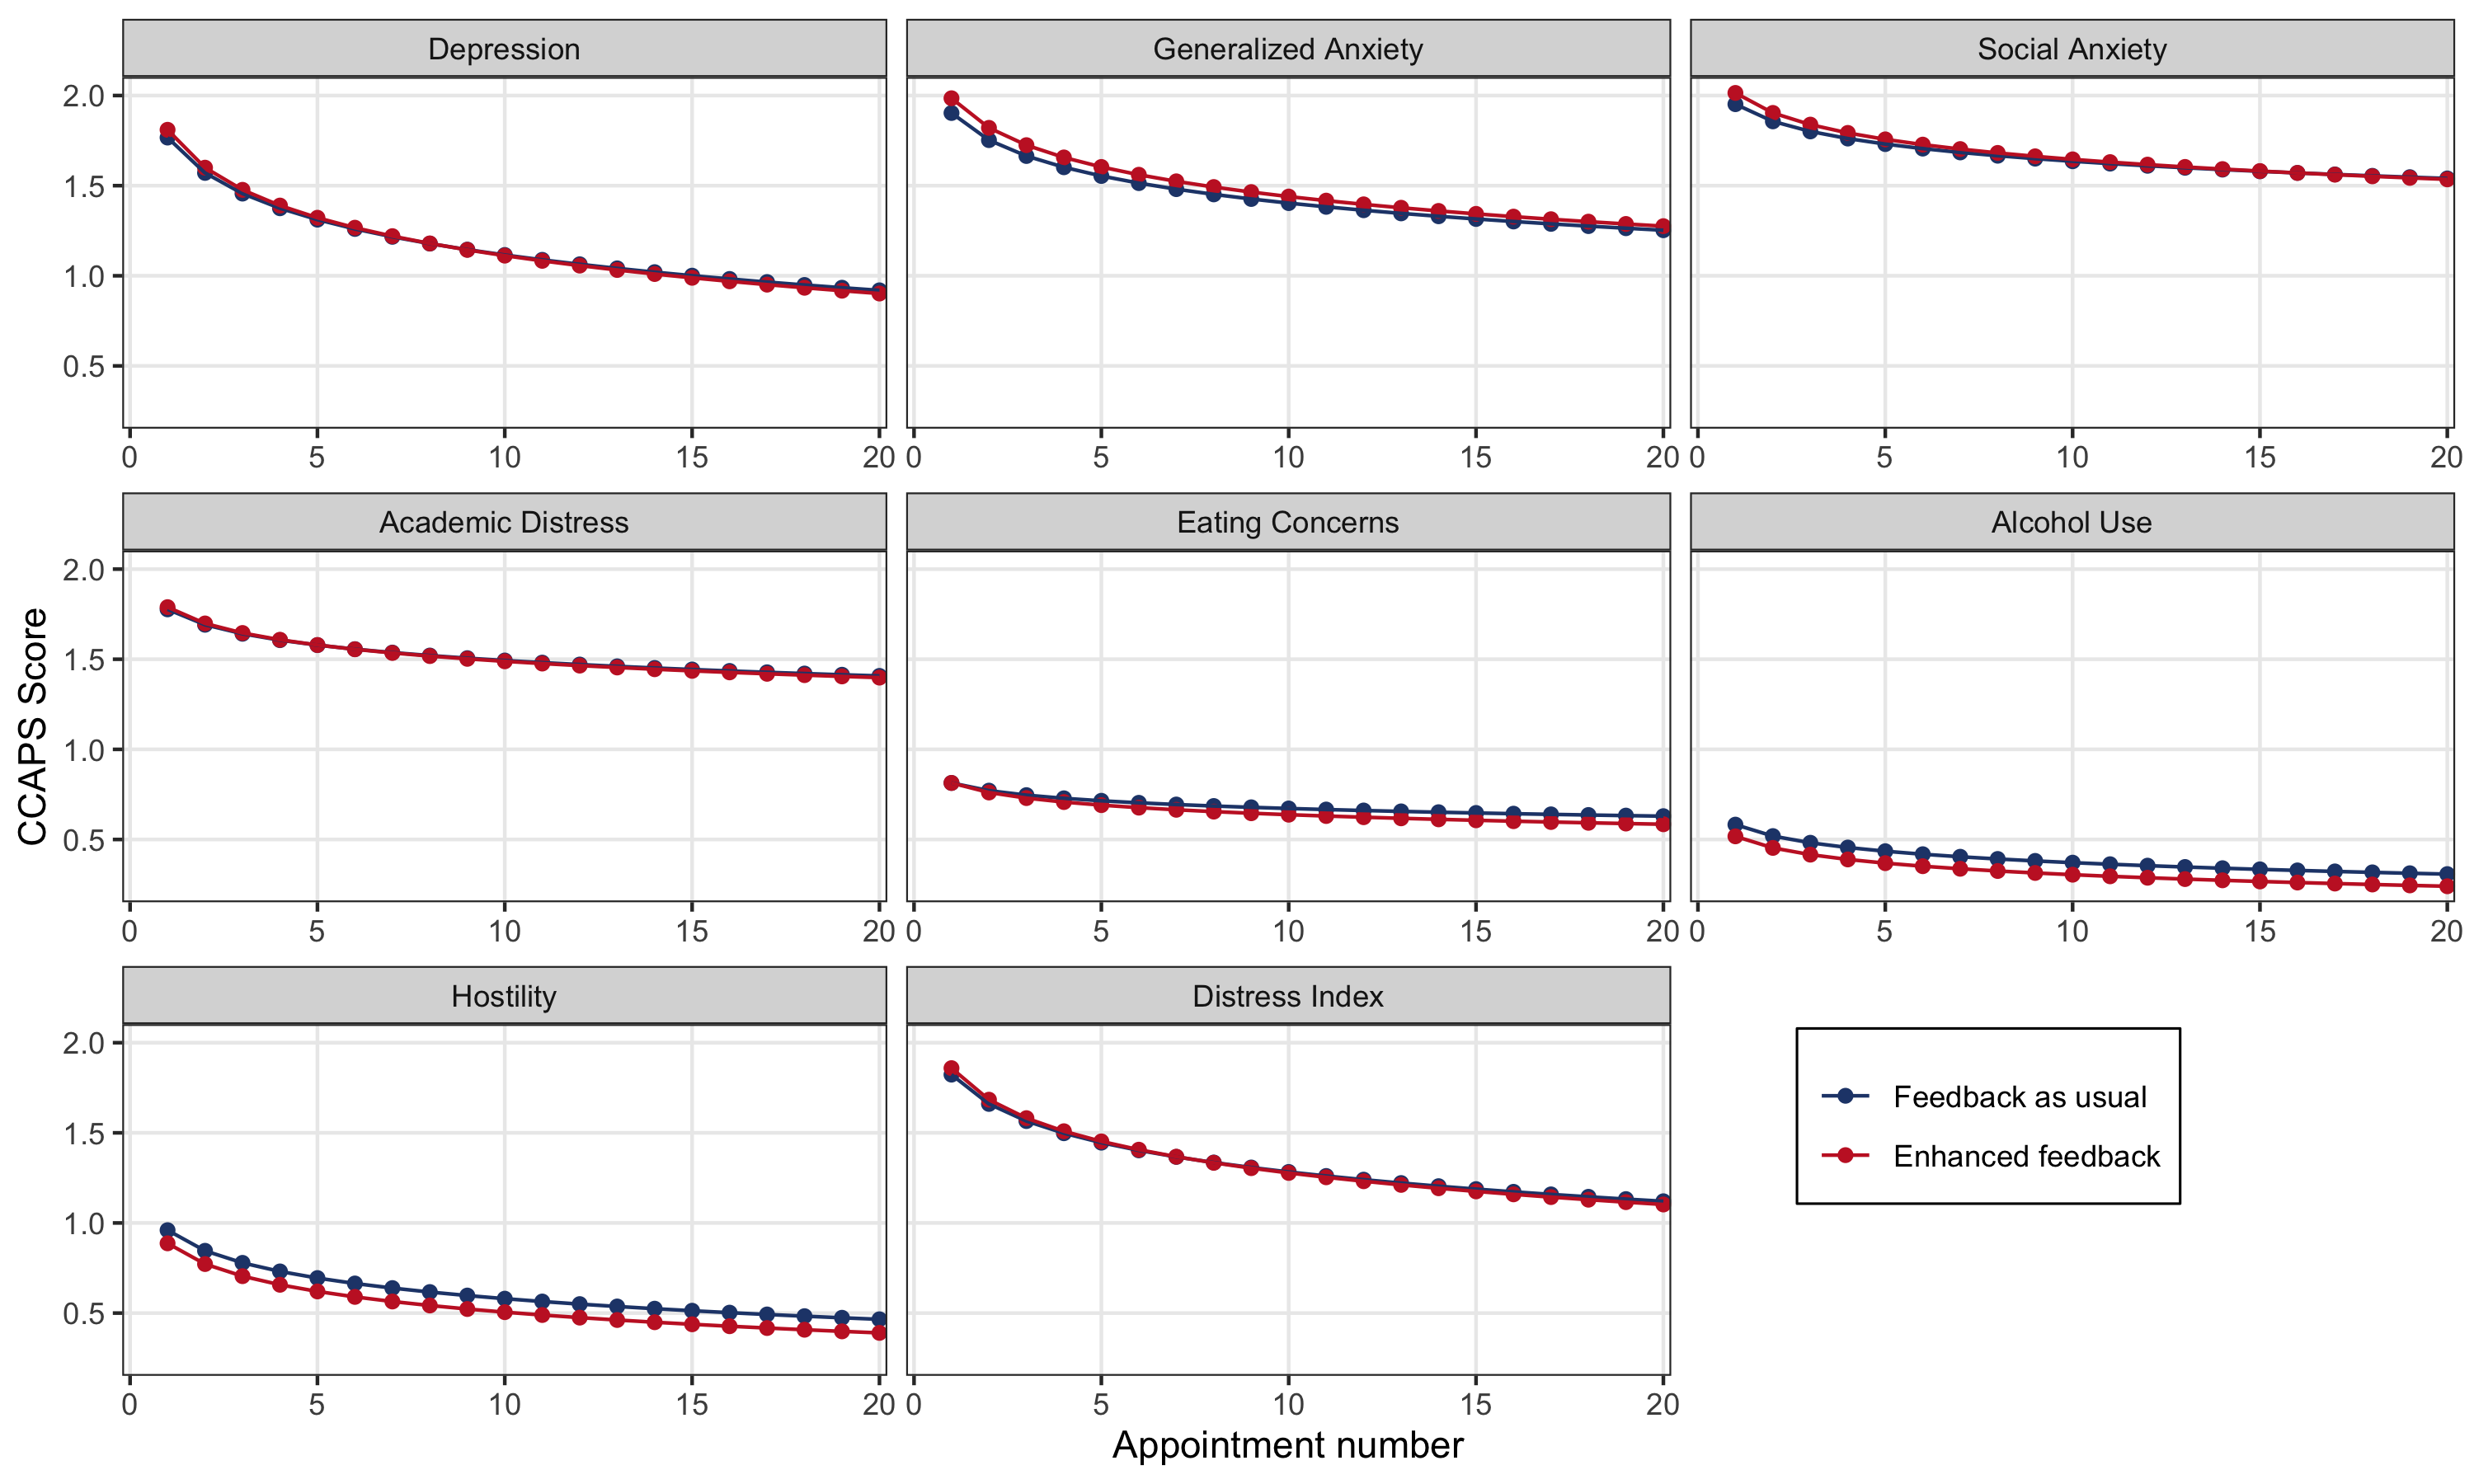 Depression
Generalized Anxiety
Social Anxiety
2.0
1.5
1.0
0.5
0 5 10 15 20
0 5 10 15 20
0 5 10 15 20
Academic Distress
Eating Concerns
Alcohol Use
2.0
1.5
1.0
0.5
0 5 10 15 20
0 5 10 15 20
0 5 10 15 20
CCAPS Score
Hostility
Distress Index
2.0
1.5
1.0
0.5
0 5 10 15 20
0 5 10 15 20
Feedback as usual
Enhanced feedback
Appointment number